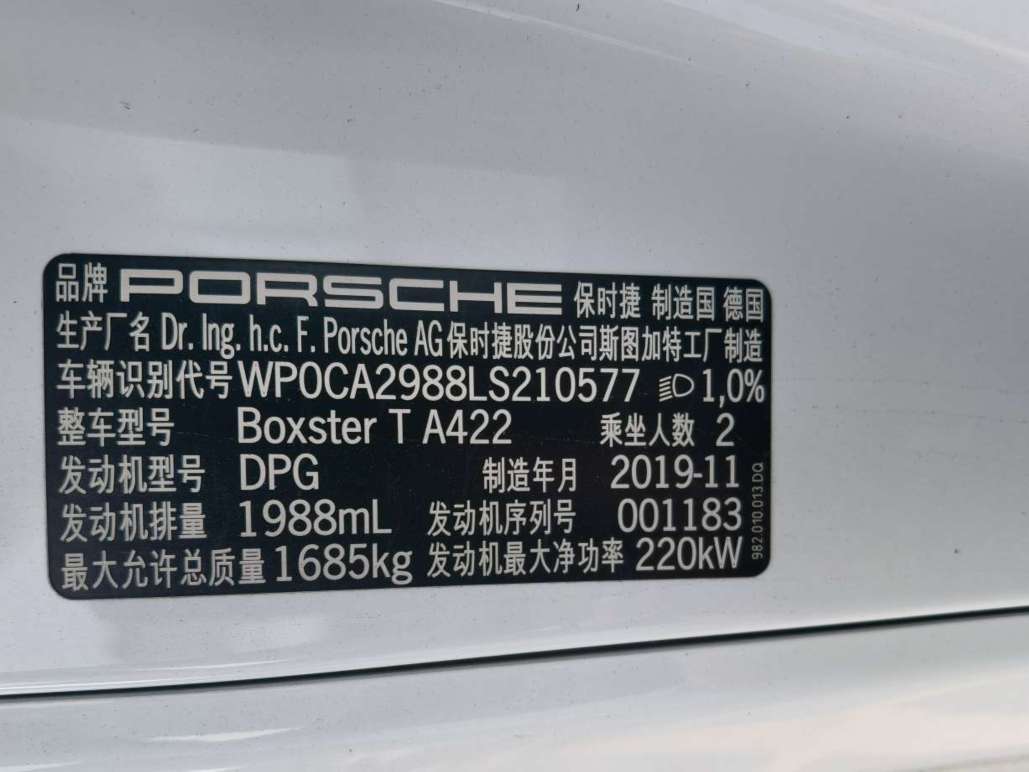 品牌 PORSCHE 保时捷 制造国 德国
生产厂名 Dr. Ing. h.c. F. Porsche AG 保时捷股份公司斯图加特工厂制造
车辆识别代号 WP0CA2988LS210577 1,0%
整车型号 Boxster T A422 乘坐人数 2
发动机型号 DPG 制造年月 2019-11
发动机排量 1988mL 发动机序列号 001183
最大允许总质量 1685kg 发动机最大净功率 220kW
982.010.013.DQ